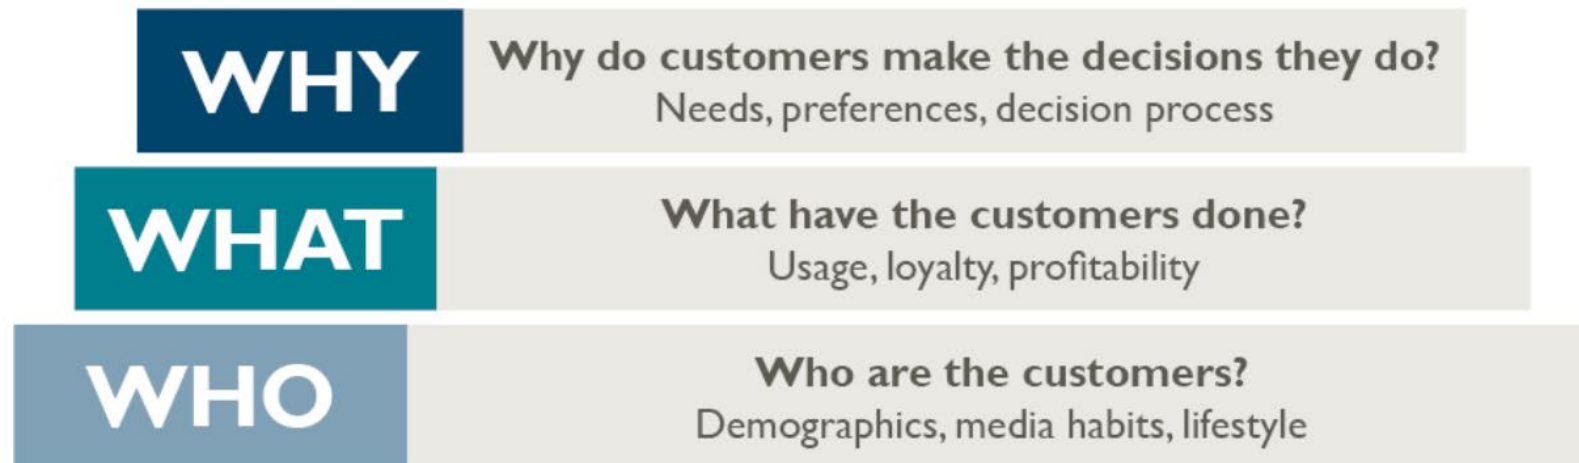 WHY
Why do customers make the decisions they do?
Needs, preferences, decision process
WHAT
What have the customers done?
Usage, loyalty, profitability
WHO
Who are the customers?
Demographics, media habits, lifestyle